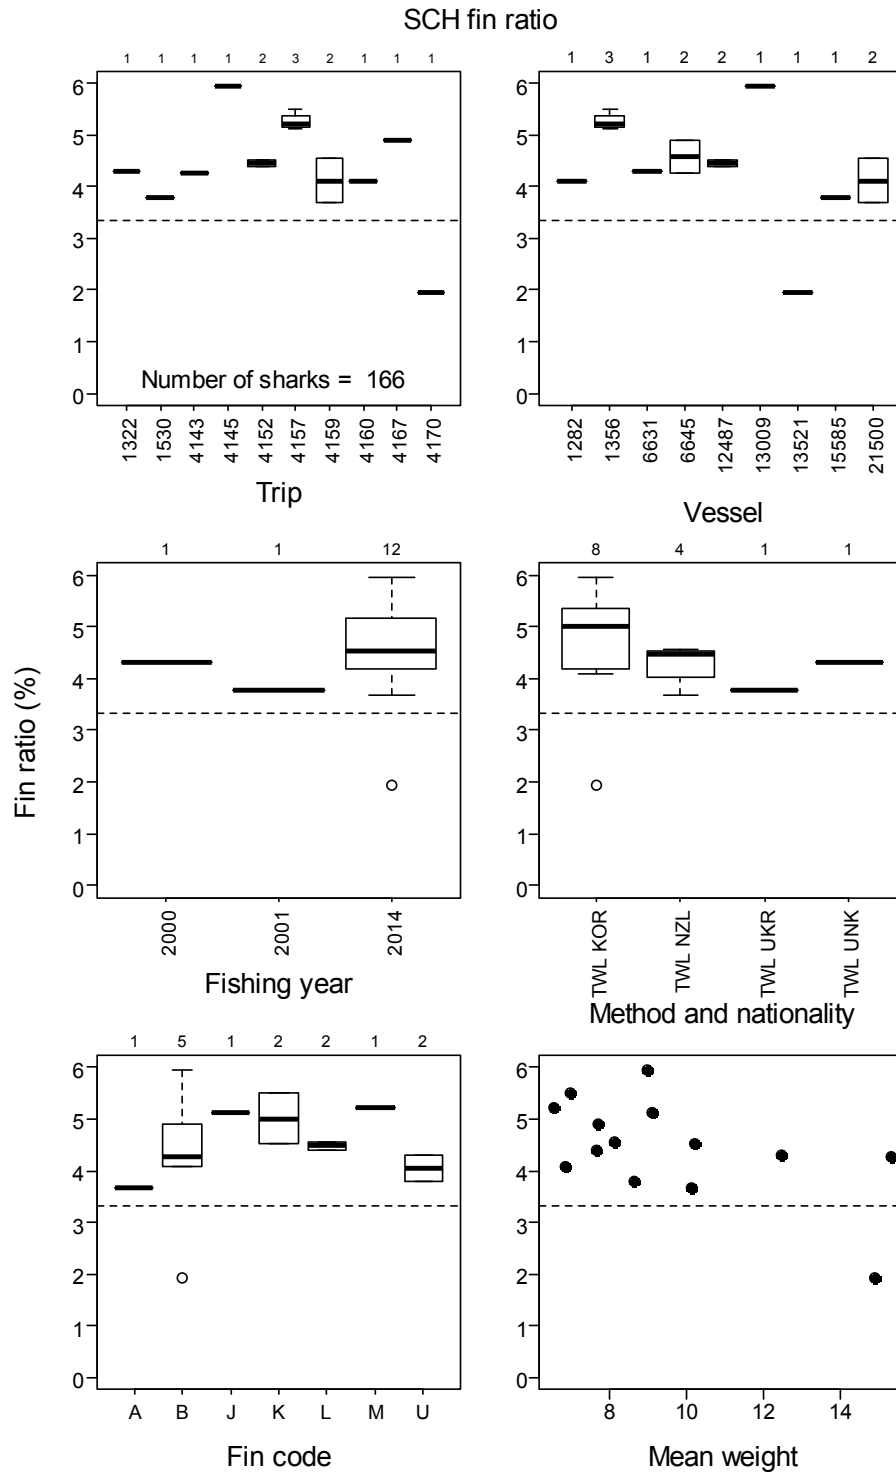 SCH fin ratio
1 1 1 1 2 3 2 1 1 1
6
5
4
3
2
1
0
Number of sharks = 166
1322 1530 4143 4145 4152 4157 4159 4160 4167 4170
Trip
1 3 1 2 2 1 1 1 2
6
5
4
3
2
1
0
1282 1356 6631 6645 12487 13009 13521 15585 21500
Vessel
Fin ratio (%)
1 1 12
6
5
4
3
2
1
0
2000 2001 2014
Fishing year
8 4 1 1
6
5
4
3
2
1
0
TWL KOR TWL NZL TWL UKR TWL UNK
Method and nationality
1 5 1 2 2 1 2
6
5
4
3
2
1
0
A B J K L M U
Fin code
6
5
4
3
2
1
0
8 10 12 14
Mean weight